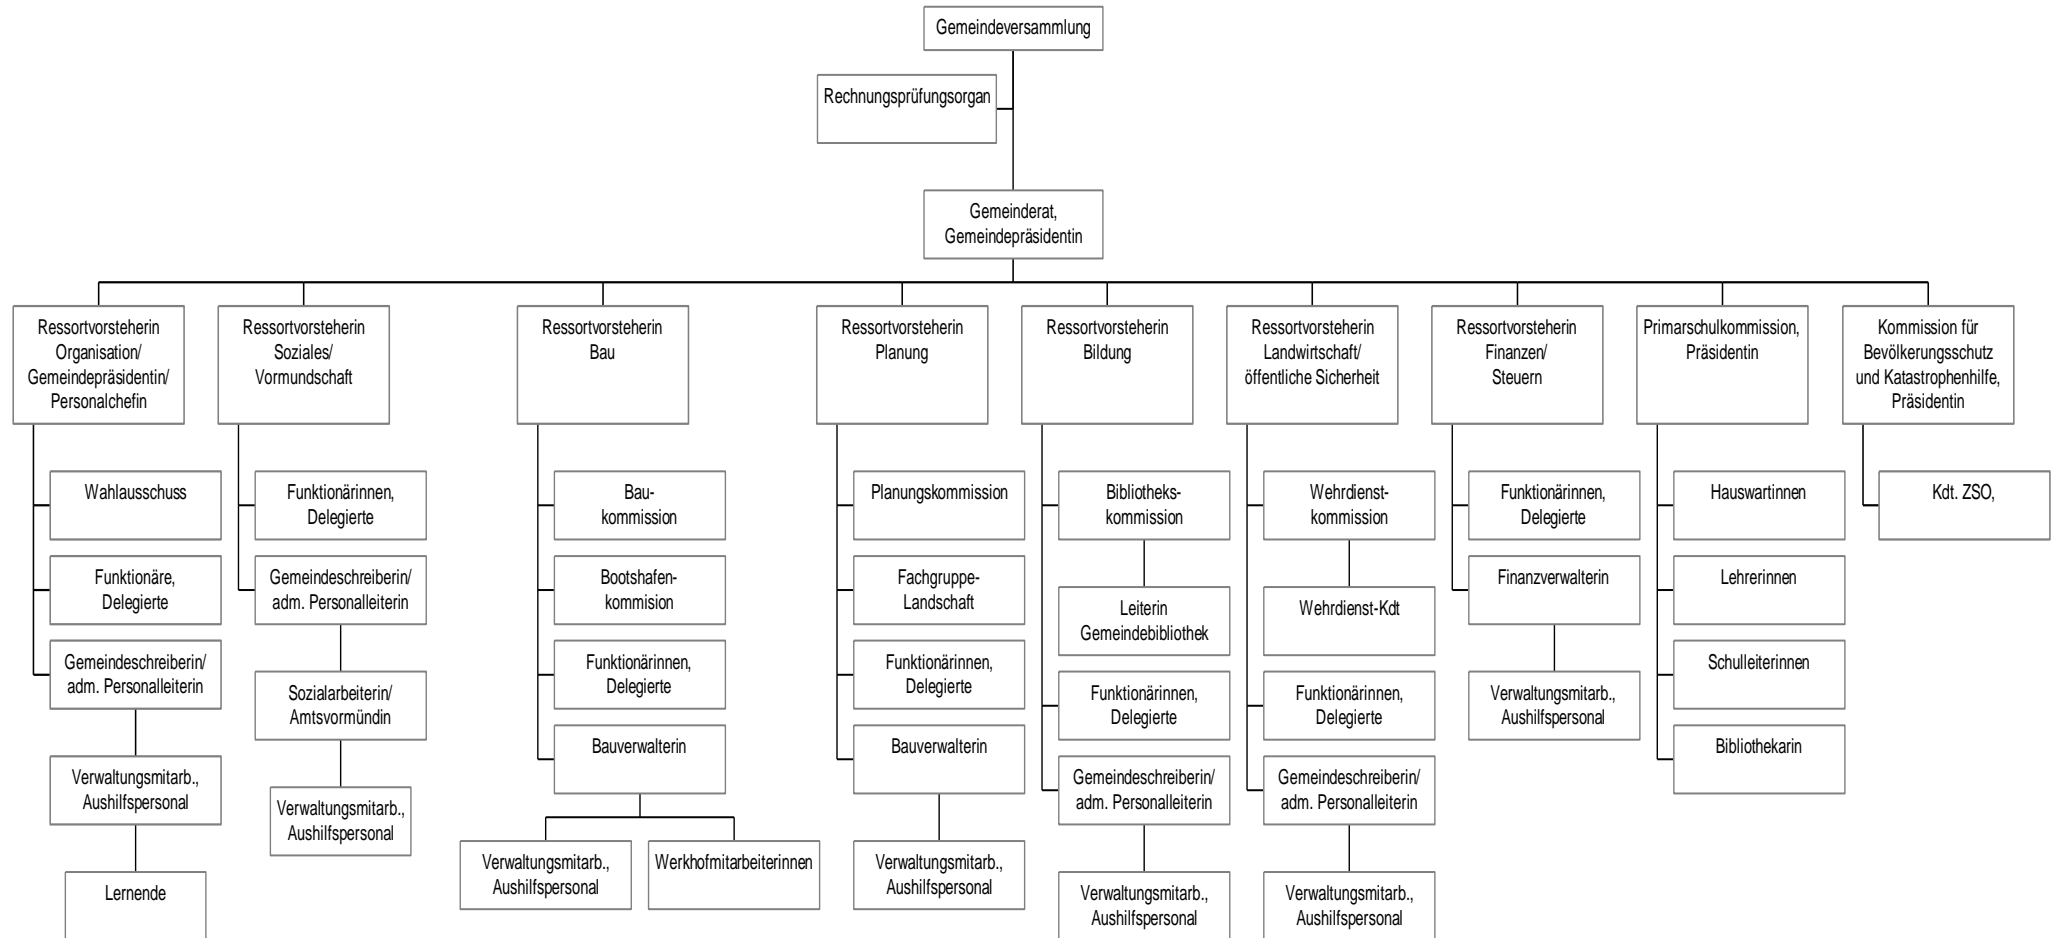 Gemeindeversammlung
Rechnungsprüfungsorgan
Gemeinderat,
Gemeindepräsidentin
Ressortvorsteherin
Organisation/
Gemeindepräsidentin/
Personalchefin
Wahlausschuss
Funktionäre,
Delegierte
Gemeindeschreiberin/
adm. Personalleiterin
Verwaltungsmitarb.,
Aushilfspersonal
Lernende
Ressortvorsteherin
Soziales/
Vormundschaft
Funktionärinnen,
Delegierte
Gemeindeschreiberin/
adm. Personalleiterin
Sozialarbeiterin/
Amtsvormündin
Verwaltungsmitarb.,
Aushilfspersonal
Ressortvorsteherin
Bau
Bau-
kommission
Bootshafen-
kommision
Funktionärinnen,
Delegierte
Bauverwalterin
Verwaltungsmitarb.,
Aushilfspersonal
Werkhofmitarbeiterinnen
Ressortvorsteherin
Planung
Planungskommission
Fachgruppe-
Landschaft
Funktionärinnen,
Delegierte
Bauverwalterin
Verwaltungsmitarb.,
Aushilfspersonal
Ressortvorsteherin
Bildung
Bibliotheks-
kommission
Leiterin
Gemeindebibliothek
Funktionärinnen,
Delegierte
Gemeindeschreiberin/
adm. Personalleiterin
Verwaltungsmitarb.,
Aushilfspersonal
Ressortvorsteherin
Landwirtschaft/
öffentliche Sicherheit
Wehrdienst-
kommission
Wehrdienst-Kdt
Funktionärinnen,
Delegierte
Gemeindeschreiberin/
adm. Personalleiterin
Verwaltungsmitarb.,
Aushilfspersonal
Ressortvorsteherin
Finanzen/
Steuern
Funktionärinnen,
Delegierte
Finanzverwalterin
Verwaltungsmitarb.,
Aushilfspersonal
Primarschulkommission,
Präsidentin
Hauswartinnen
Lehrerinnen
Schulleiterinnen
Bibliothekarin
Kommission für
Bevölkerungsschutz
und Katastrophenhilfe,
Präsidentin
Kdt. ZSO,